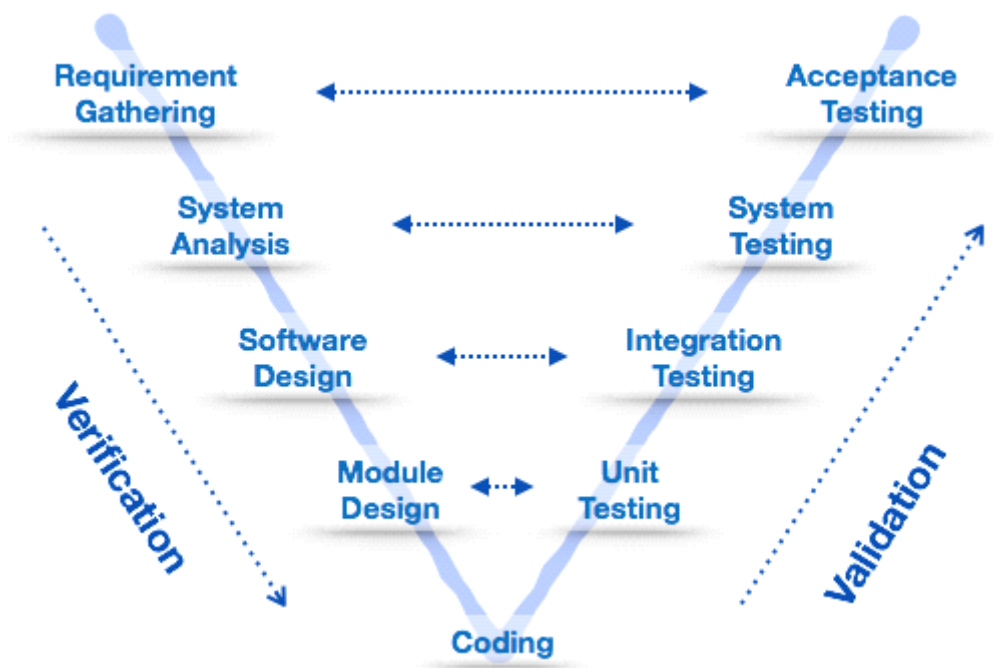 Requirement
Gathering
Acceptance
Testing
System
Analysis
System
Testing
Software
Design
Integration
Testing
Verification
Validation
Module
Design
Unit
Testing
Coding